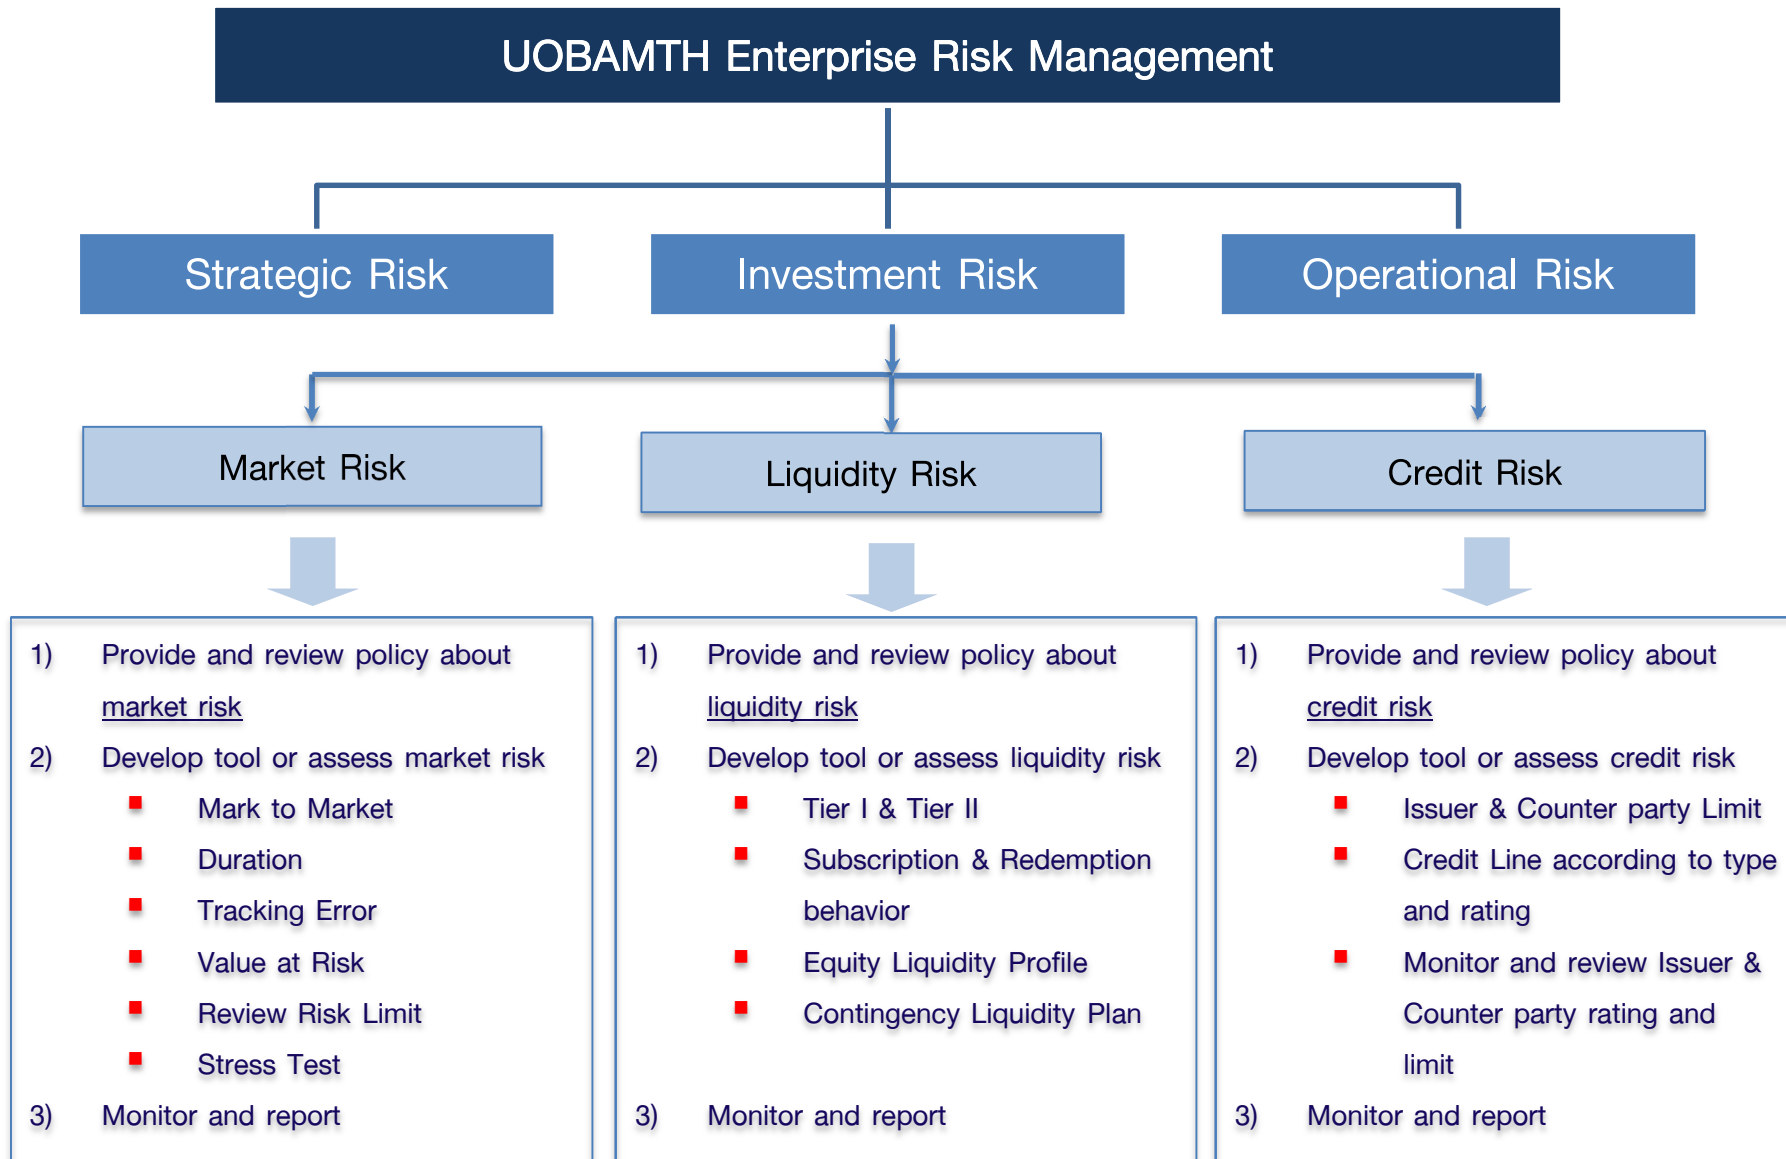 UOBAMTH Enterprise Risk Management
Strategic Risk
Investment Risk
Operational Risk
Market Risk
Liquidity Risk
Credit Risk
1) Provide and review policy about
market risk
2) Develop tool or assess market risk
Mark to Market
Duration
Tracking Error
Value at Risk
Review Risk Limit
Stress Test
3) Monitor and report
1) Provide and review policy about
liquidity risk
2) Develop tool or assess liquidity risk
Tier I & Tier II
Subscription & Redemption
behavior
Equity Liquidity Profile
Contingency Liquidity Plan
3) Monitor and report
1) Provide and review policy about
credit risk
2) Develop tool or assess credit risk
Issuer & Counter party Limit
Credit Line according to type
and rating
Monitor and review Issuer &
Counter party rating and
limit
3) Monitor and report